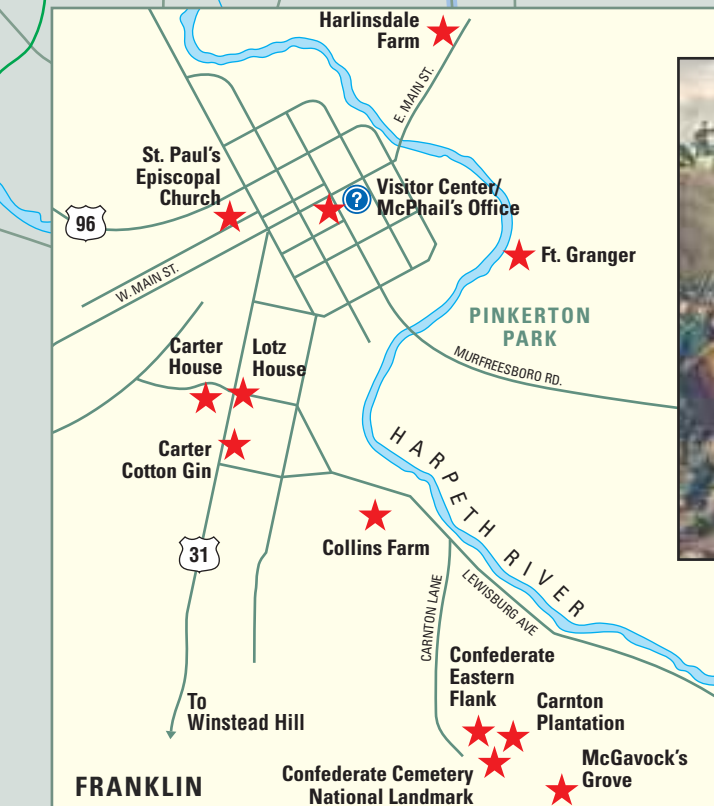 Harlinsdale
Farm
E. MAIN ST.
St. Paul's
Episcopal
Church
?
Visitor Center/
McPhail's Office
96
W. MAIN ST.
Ft. Granger
PINKERTON
PARK
MURFREESBORO RD.
Carter
House
Lotz
House
Carter
Cotton Gin
HARPETH RIVER
31
Collins Farm
CARNTON LANE
LEWISBURG AVE
Confederate
Eastern
Flank
Carnton
Plantation
To
Winstead Hill
McGavock's
Grove
Confederate Cemetery
National Landmark
FRANKLIN